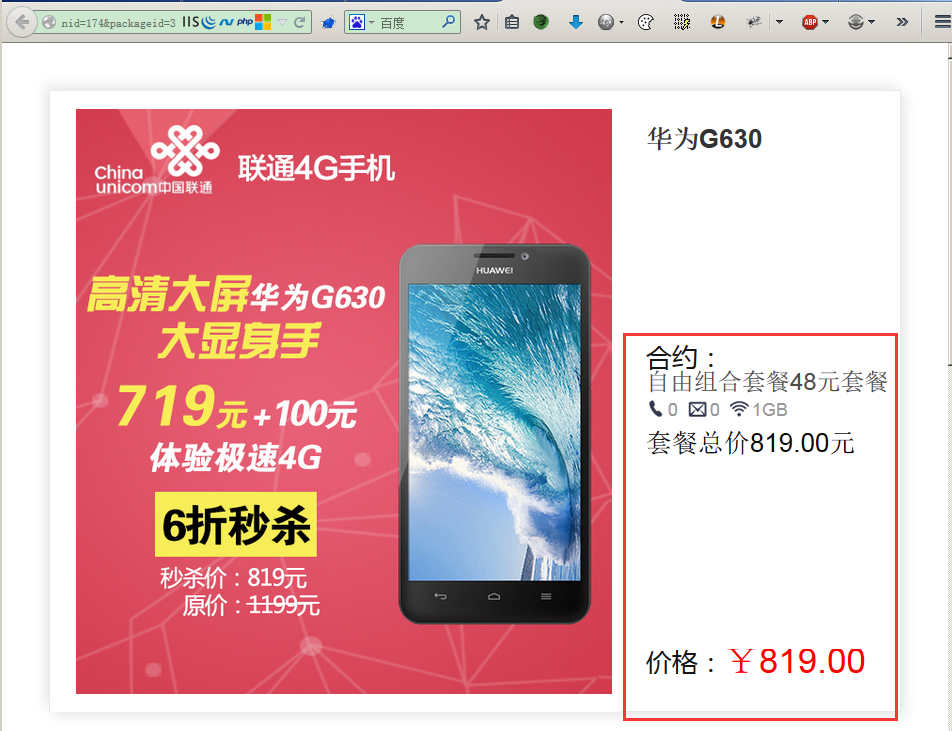 nid=174&packageid=3
IIS
php
百度
ABP
China
unicom中国联通
联通4G手机
高清大屏华为G630
大显身手
719元+100元
体验极速4G
6折秒杀
秒杀价：819元
原价：1199元
HUAWEI
华为G630
合约：
自由组合套餐48元套餐
0 0 1GB
套餐总价819.00元
价格：￥819.00